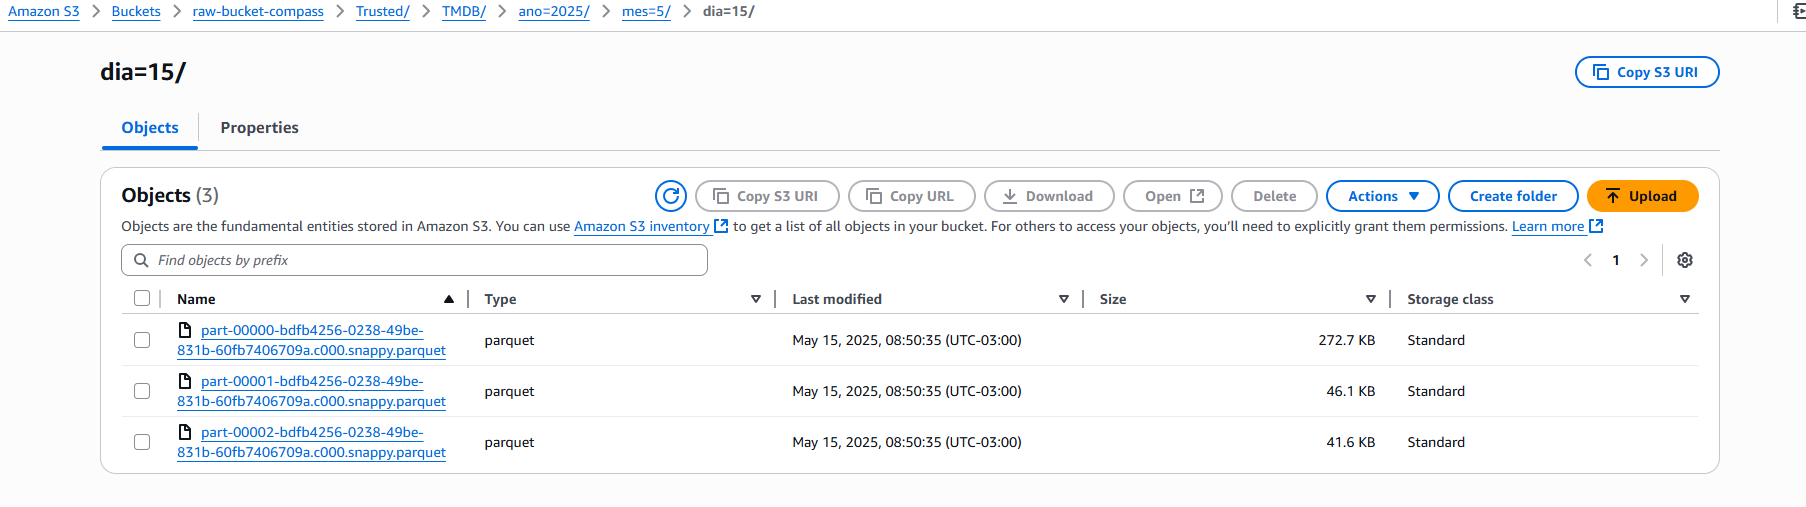 Amazon S3 > Buckets > raw-bucket-compass > Trusted/ > TMDB/ > ano=2025/ > mes=5/ > dia=15/
dia=15/
Copy S3 URI
Objects Properties
Objects (3)
Copy S3 URI Copy URL Download Open Delete Actions Create folder Upload
Objects are the fundamental entities stored in Amazon S3. You can use Amazon S3 inventory to get a list of all objects in your bucket. For others to access your objects, you'll need to explicitly grant them permissions. Learn more
Find objects by prefix
1
Name Type Last modified Size Storage class
part-00000-bdfb4256-0238-49be-
831b-60fb7406709a.c000.snappy.parquet parquet May 15, 2025, 08:50:35 (UTC-03:00) 272.7 KB Standard
part-00001-bdfb4256-0238-49be-
831b-60fb7406709a.c000.snappy.parquet parquet May 15, 2025, 08:50:35 (UTC-03:00) 46.1 KB Standard
part-00002-bdfb4256-0238-49be-
831b-60fb7406709a.c000.snappy.parquet parquet May 15, 2025, 08:50:35 (UTC-03:00) 41.6 KB Standard